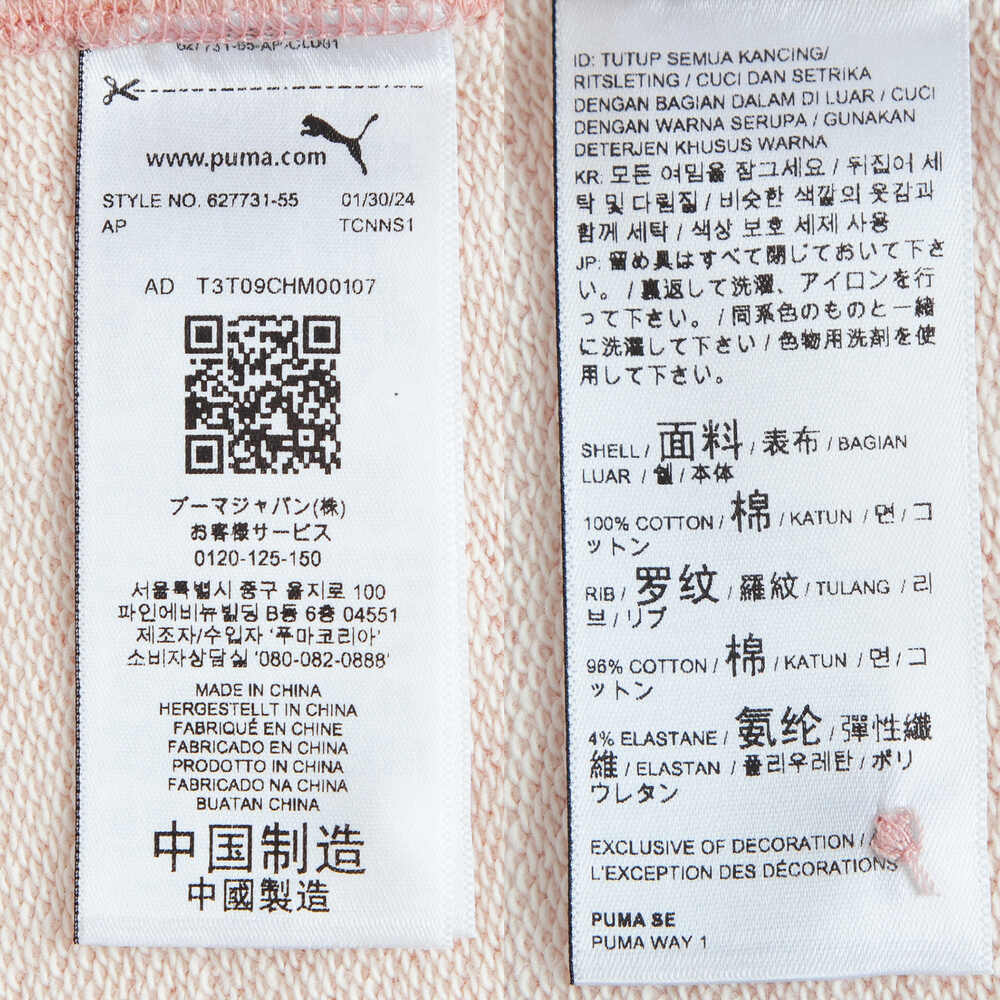 627731-55-AP-CLD01
www.puma.com
STYLE NO. 627731-55 01/30/24
AP TCNNS1
AD T3T09CHM00107
プーマジャパン(株)
お客様サービス
0120-125-150
서울특별시 중구 을지로 100
파인에비뉴빌딩 B동 6층 04551
제조자/수입자 '푸마코리아'
소비자상담실 '080-082-0888'
MADE IN CHINA
HERGESTELLT IN CHINA
FABRIQUÉ EN CHINE
FABRICADO EN CHINA
PRODOTTO IN CHINA
FABRICADO NA CHINA
BUATAN CHINA
中国制造
中國製造
ID: TUTUP SEMUA KANCING/
RITSLETING / CUCI DAN SETRIKA
DENGAN BAGIAN DALAM DI LUAR / CUCI
DENGAN WARNA SERUPA / GUNAKAN
DETERJEN KHUSUS WARNA
KR: 모든 여밈을 잠그세요 / 뒤집어 세
탁 및 다림질 / 비슷한 색깔의 옷감과
함께 세탁 / 색상 보호 세제 사용
JP: 留め具はすべて閉じておいて下さ
い。 / 裏返して洗濯、アイロンを行
って下さい。 / 同系色のものと一緒
に洗濯して下さい / 色物用洗剤を使
用して下さい。
SHELL / 面料 / 表布 / BAGIAN
LUAR / 쉘 / 本体
100% COTTON / 棉 / KATUN / 면 / コ
ットン
RIB / 罗纹 / 羅紋 / TULANG / 리
브 / リブ
96% COTTON / 棉 / KATUN / 면 / コ
ットン
4% ELASTANE / 氨纶 / 彈性纖
維 / ELASTAN / 폴리우레탄 / ポリ
ウレタン
EXCLUSIVE OF DECORATION /
L'EXCEPTION DES DÉCORATIONS
PUMA SE
PUMA WAY 1